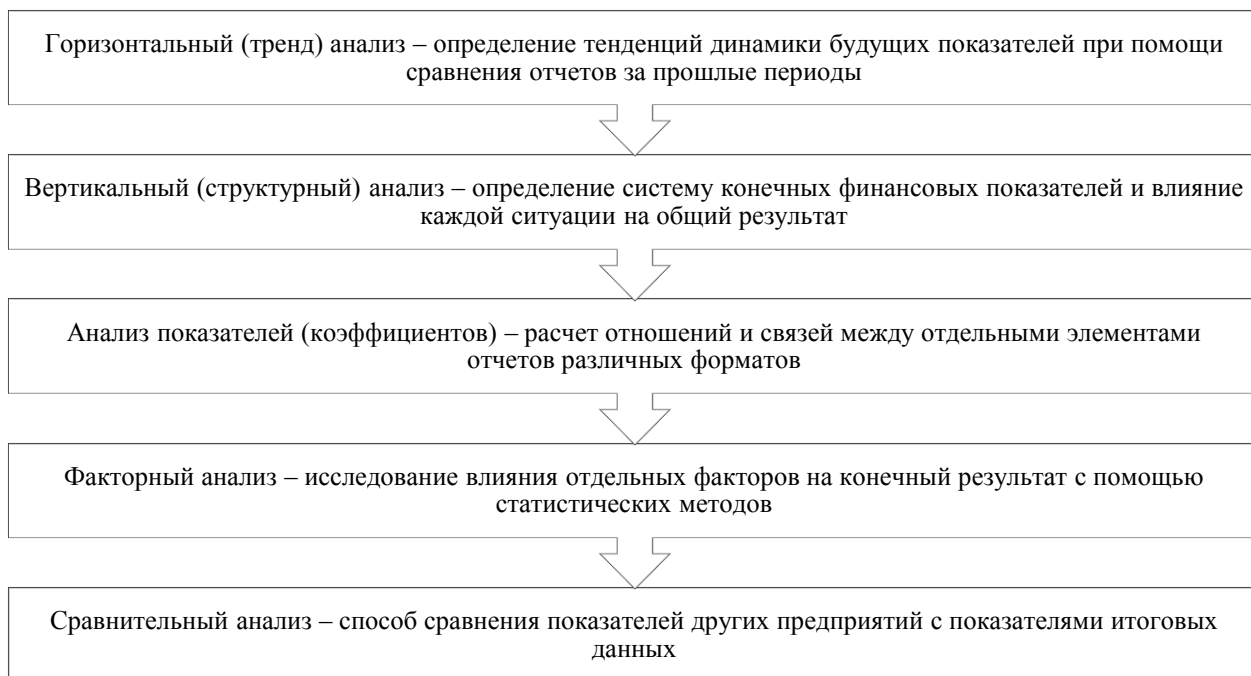 Горизонтальный (тренд) анализ – определение тенденций динамики будущих показателей при помощи
сравнения отчетов за прошлые периоды
Вертикальный (структурный) анализ – определение систему конечных финансовых показателей и влияние
каждой ситуации на общий результат
Анализ показателей (коэффициентов) – расчет отношений и связей между отдельными элементами
отчетов различных форматов
Факторный анализ – исследование влияния отдельных факторов на конечный результат с помощью
статистических методов
Сравнительный анализ – способ сравнения показателей других предприятий с показателями итоговых
данных